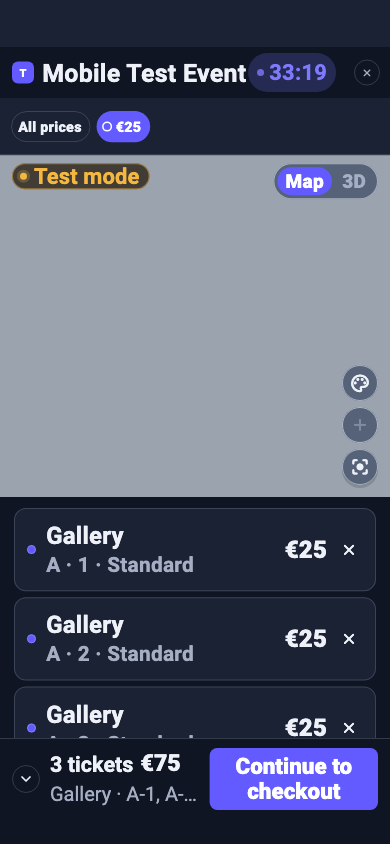 T Mobile Test Event 33:19
All prices €25
Test mode
Map 3D
Gallery
A · 1 · Standard
€25
Gallery
A · 2 · Standard
€25
Gallery
€25
3 tickets €75
Gallery · A-1, A-...
Continue to
checkout